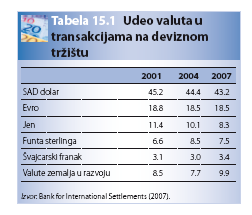 Tabela 15.1 Udeo valuta u
transakcijama na deviznom
tržištu
2001 2004 2007
SAD dolar 45.2 44.4 43.2
Evro 18.8 18.5 18.5
Jen 11.4 10.1 8.3
Funta sterlinga 6.6 8.5 7.5
Švajcarski franak 3.1 3.0 3.4
Valute zemalja u razvoju 8.5 7.7 9.9
Izvor: Bank for International Settlements (2007).